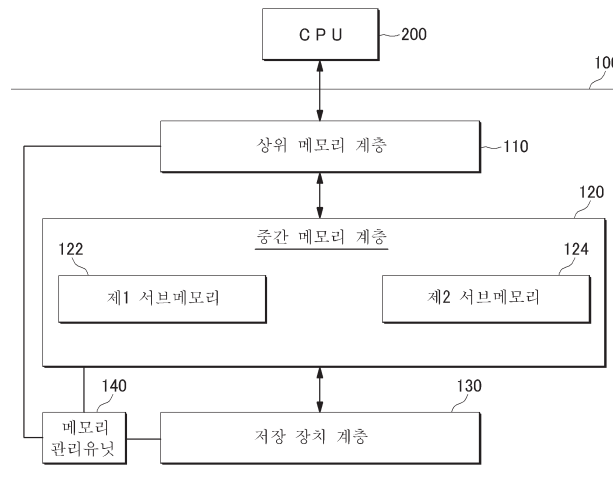 CPU
200
100
상위 메모리 계층
110
120
중간 메모리 계층
122
124
제1 서브메모리
제2 서브메모리
140
130
메모리
관리유닛
저장 장치 계층